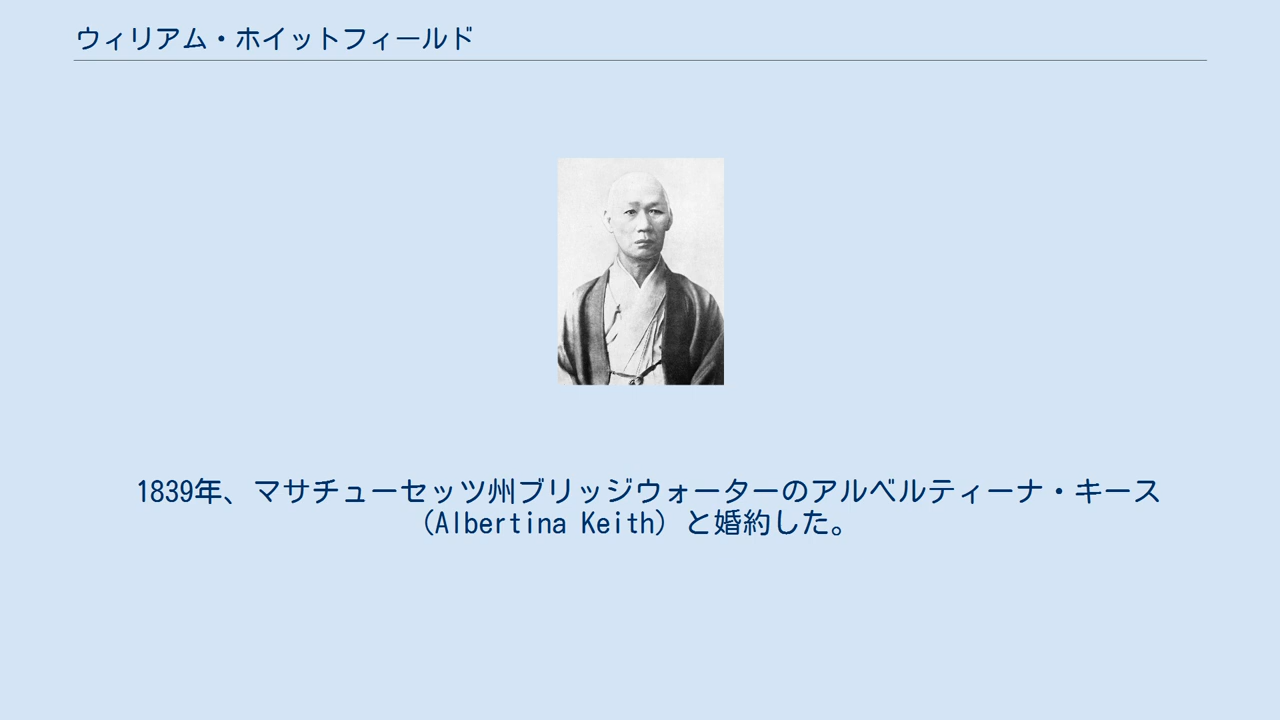 ウィリアム・ホイットフィールド
1839年、マサチューセッツ州ブリッジウォーターのアルベルティーナ・キース
（Albertina Keith）と婚約した。